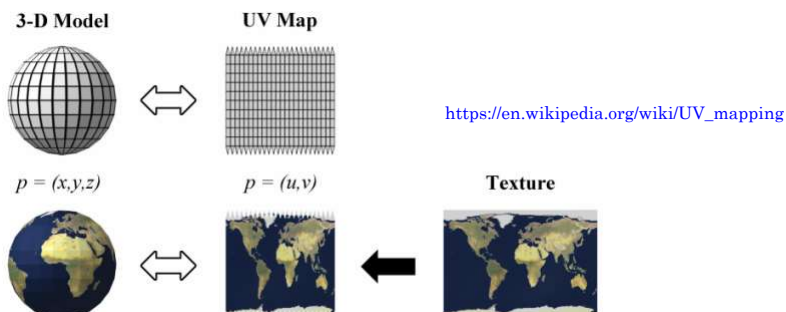 3-D Model
UV Map
https://en.wikipedia.org/wiki/UV_mapping
p = (x,y,z)
p = (u,v)
Texture